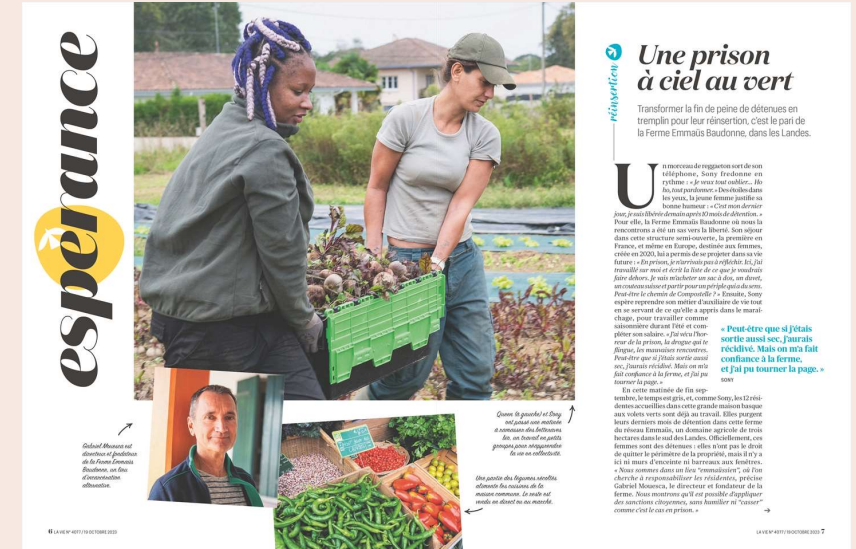 espérance
Gabriel Mouesca est
directeur et fondateur
de la Ferme Emmaüs
Baudonne, un lieu
d'incarcération
alternative.
Queen (à gauche) et Sony
ont passé une matinée
à ramasser des betteraves
bio, un travail en petits
groupes pour réapprendre
la vie en collectivité.
Une partie des légumes récoltés
alimente les cuisines de la
maison commune. Le reste est
vendu en direct ou au marché.
6 LA VIE N° 4077 / 19 OCTOBRE 2023
réinsertion
Une prison
à ciel au vert
Transformer la fin de peine de détenues en
tremplin pour leur réinsertion, c'est le pari de
la Ferme Emmaüs Baudonne, dans les Landes.
Un morceau de reggaeton sort de son
téléphone, Sony fredonne en
rythme : « Je veux tout oublier... Ho
ho, tout pardonner. » Des étoiles dans
les yeux, la jeune femme justifie sa
bonne humeur : « C'est mon dernier
jour, je suis libérée demain après 10 mois de détention. »
Pour elle, la Ferme Emmaüs Baudonne où nous la
rencontrons a été un sas vers la liberté. Son séjour
dans cette structure semi-ouverte, la première en
France, et même en Europe, destinée aux femmes,
créée en 2020, lui a permis de se projeter dans sa vie
future : « En prison, je n'arrivais pas à réfléchir. Ici, j'ai
travaillé sur moi et écrit la liste de ce que je voudrais
faire dehors. Je vais m'acheter un sac à dos, un duvet,
un couteau suisse et partir pour un périple qui a du sens.
Peut-être le chemin de Compostelle ? » Ensuite, Sony
espère reprendre son métier d'auxiliaire de vie tout
en se servant de ce qu'elle a appris dans le maraî-
chage, pour travailler comme
saisonnière durant l'été et com-
pléter son salaire. « J'ai vécu l'hor-
reur de la prison, la drogue qui te
flingue, les mauvaises rencontres.
Peut-être que si j'étais sortie aussi
sec, j'aurais récidivé. Mais on m'a
fait confiance à la ferme, et j'ai pu
tourner la page. »
« Peut-être que si j'étais
sortie aussi sec, j'aurais
récidivé. Mais on m'a fait
confiance à la ferme,
et j'ai pu tourner la page. »
SONY
En cette matinée de fin sep-
tembre, le temps est gris, et, comme Sony, les 12 rési-
dentes accueillies dans cette grande maison basque
aux volets verts sont déjà au travail. Elles purgent
leurs derniers mois de détention dans cette ferme
du réseau Emmaüs, un domaine agricole de trois
hectares dans le sud des Landes. Officiellement, ces
femmes sont des détenues : elles n'ont pas le droit
de quitter le périmètre de la propriété, mais il n'y a
ici ni murs d'enceinte ni barreaux aux fenêtres.
« Nous sommes dans un lieu "emmaüssien", où l'on
cherche à responsabiliser les résidentes, précise
Gabriel Mouesca, le directeur et fondateur de la
ferme. Nous montrons qu'il est possible d'appliquer
des sanctions citoyennes, sans humilier ni "casser"
comme c'est le cas en prison. »
LA VIE N° 4077 / 19 OCTOBRE 2023 7